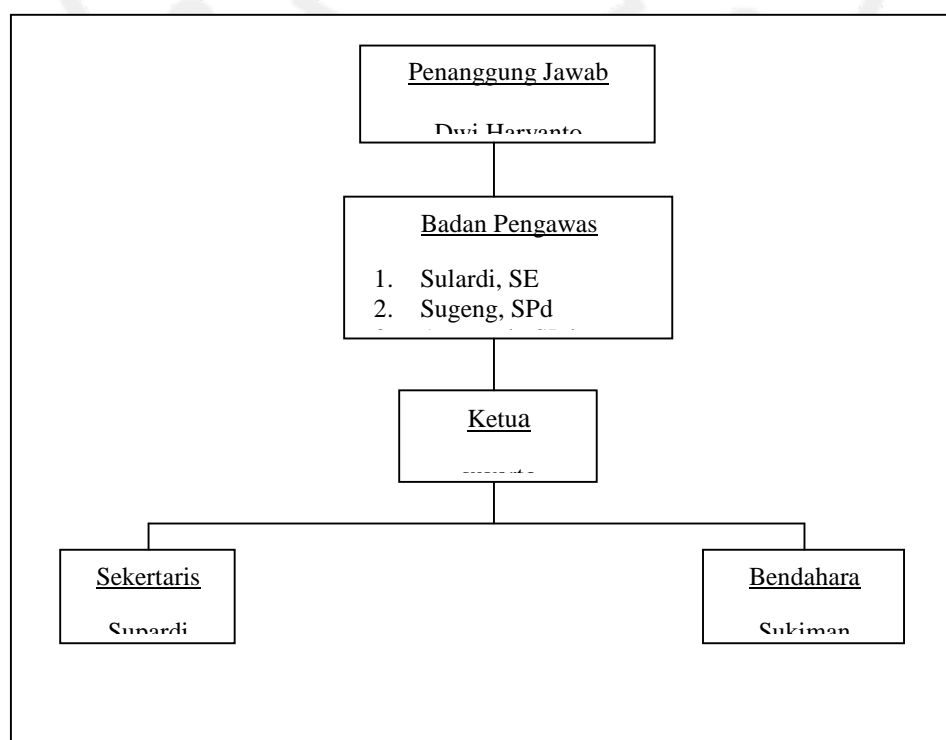 Penanggung Jawab
Dwi Haryanto
Badan Pengawas
1. Sulardi, SE
2. Sugeng, SPd
Ketua
Sekertaris
Supardi
Bendahara
Sukiman